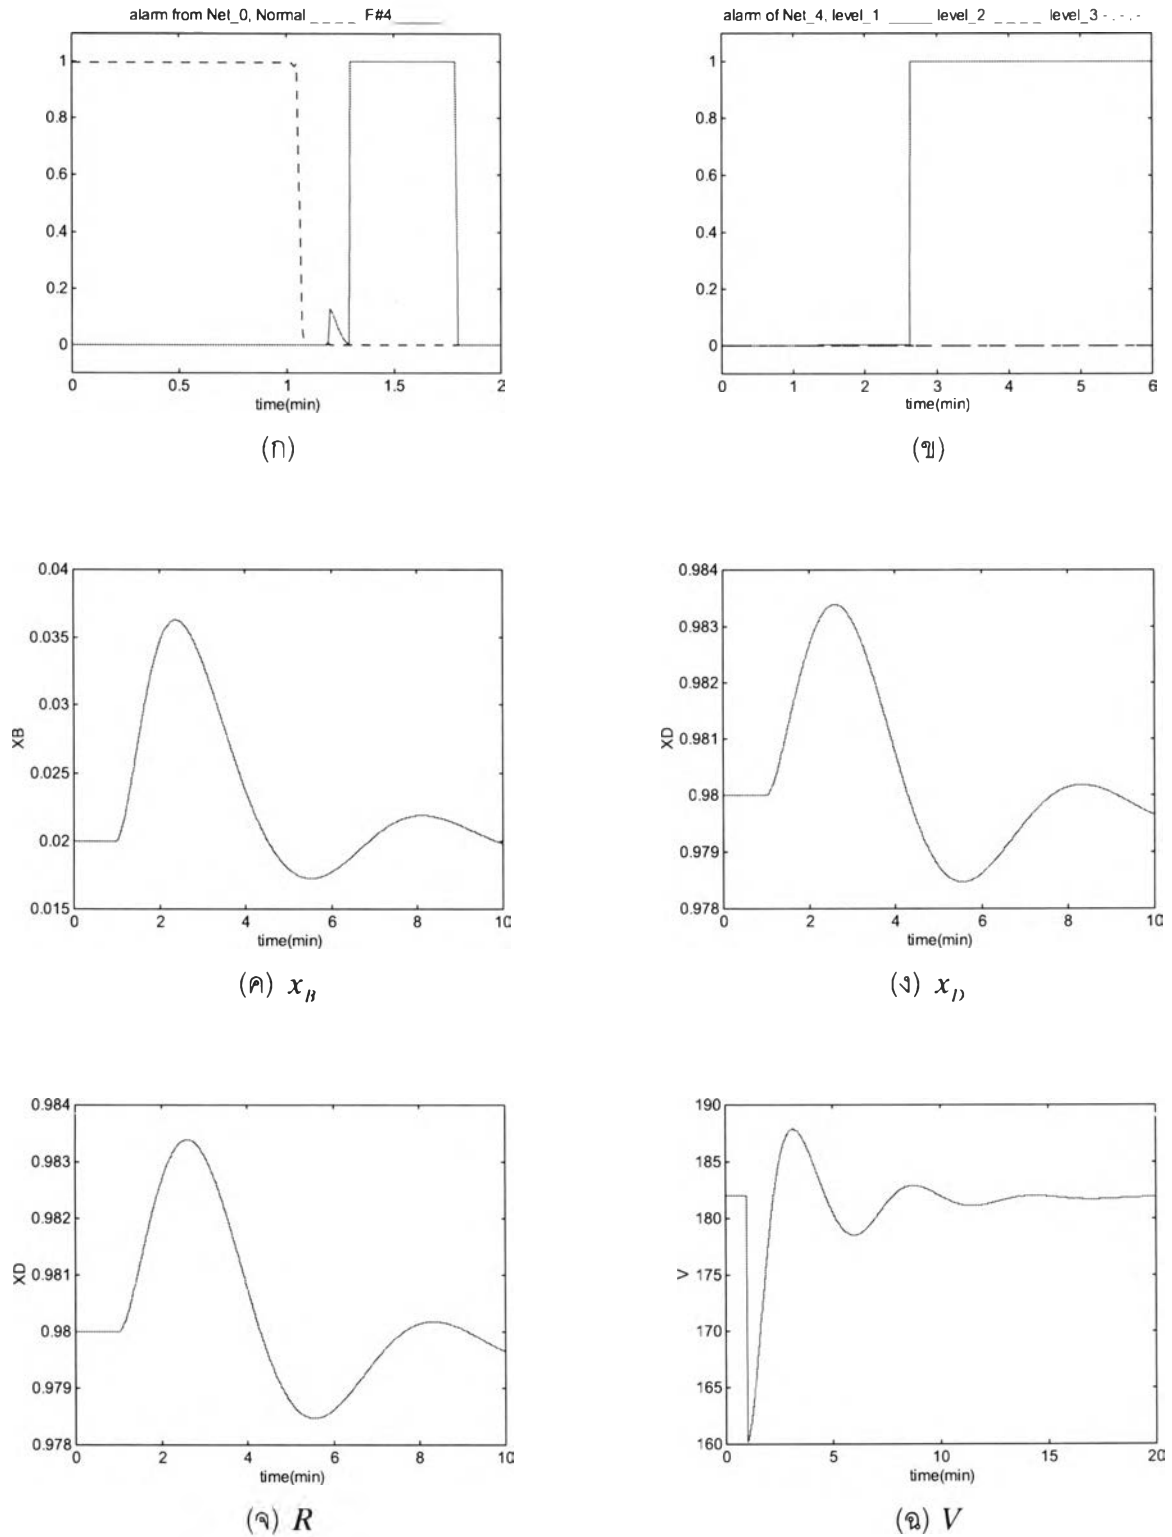 alarm from Net_0, Normal _ _ _ _ _ F#4_____
1
0.8
0.6
0.4
0.2
0
0 0.5 1 1.5 2
time(min)
(ก)
alarm of Net_4, level_1 _____ level_2 _ _ _ _ level_3 -.-.-
1
0.8
0.6
0.4
0.2
0
0 1 2 3 4 5 6
time(min)
(ข)
0.04
0.035
0.03
XB
0.025
0.02
0.015
0 2 4 6 8 10
time(min)
(ค) x_B
0.984
0.983
0.982
XD
0.981
0.98
0.979
0.978
0 2 4 6 8 10
time(min)
(ง) x_D
0.984
0.983
0.982
XD
0.981
0.98
0.979
0.978
0 2 4 6 8 10
time(min)
(จ) R
190
185
180
V
175
170
165
160
0 5 10 15 20
time(min)
(ฉ) V